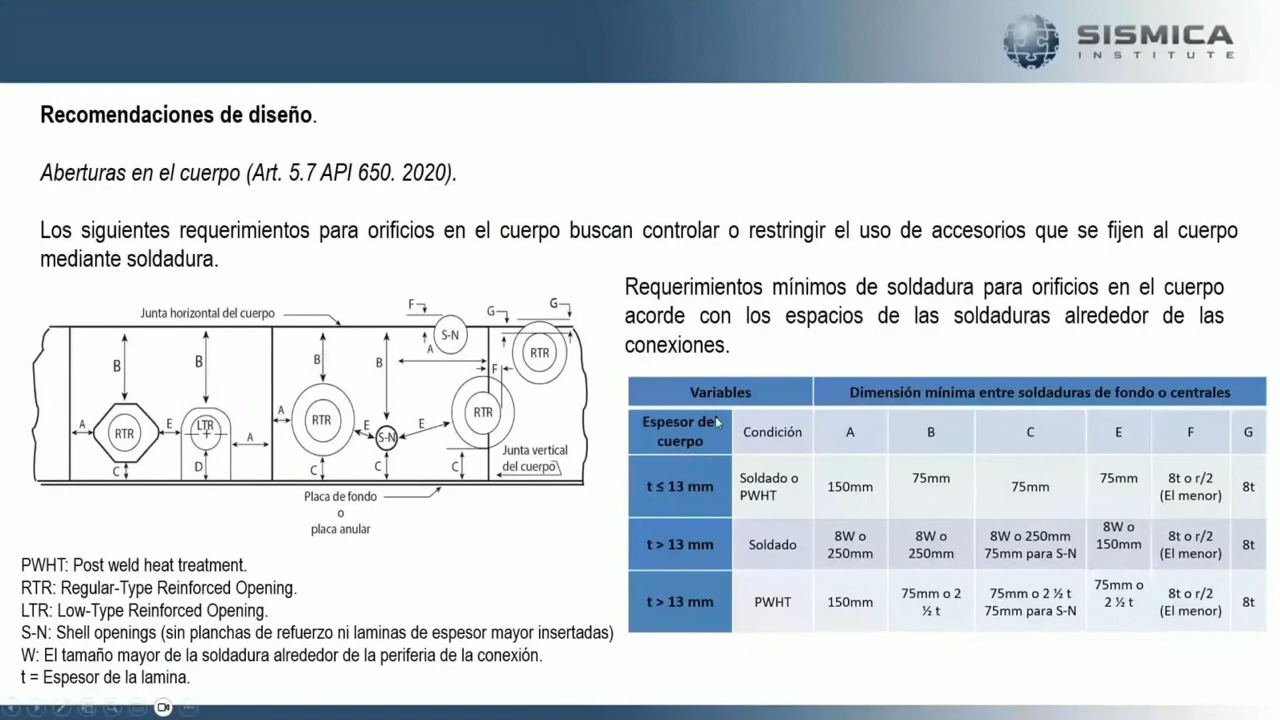 SISMICA
INSTITUTE
Recomendaciones de diseño.
Aberturas en el cuerpo (Art. 5.7 API 650. 2020).
Los siguientes requerimientos para orificios en el cuerpo buscan controlar o restringir el uso de accesorios que se fijen al cuerpo
mediante soldadura.
Junta horizontal del cuerpo
F
G
G
S-N
RTR
A
B
B
B
B
F
RTR
LTR
RTR
S-N
RTR
A
E
A
A
E
E
C
D
C
C
C
Junta vertical
del cuerpo
Placa de fondo
o
placa anular
PWHT: Post weld heat treatment.
RTR: Regular-Type Reinforced Opening.
LTR: Low-Type Reinforced Opening.
S-N: Shell openings (sin planchas de refuerzo ni laminas de espesor mayor insertadas)
W: El tamaño mayor de la soldadura alrededor de la periferia de la conexión.
t = Espesor de la lamina.
Requerimientos mínimos de soldadura para orificios en el cuerpo
acorde con los espacios de las soldaduras alrededor de las
conexiones.
Variables Dimensión mínima entre soldaduras de fondo o centrales
Espesor del cuerpo Condición A B C E F G
t ≤ 13 mm Soldado o PWHT 150mm 75mm 75mm 75mm 8t o r/2 (El menor) 8t
t > 13 mm Soldado 8W o 250mm 8W o 250mm 8W o 250mm 75mm para S-N 8W o 150mm 8t o r/2 (El menor) 8t
t > 13 mm PWHT 150mm 75mm o 2 ½ t 75mm o 2 ½ t 75mm para S-N 75mm o 2 ½ t 8t o r/2 (El menor) 8t